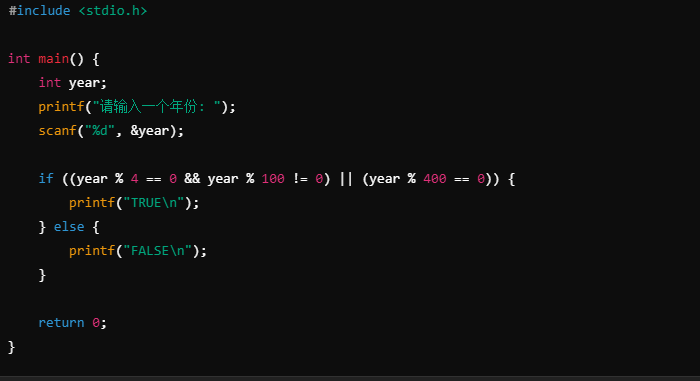 #include <stdio.h>
int main() {
int year;
printf("请输入一个年份: ");
scanf("%d", &year);
if ((year % 4 == 0 && year % 100 != 0) || (year % 400 == 0)) {
printf("TRUE\n");
} else {
printf("FALSE\n");
}
return 0;
}